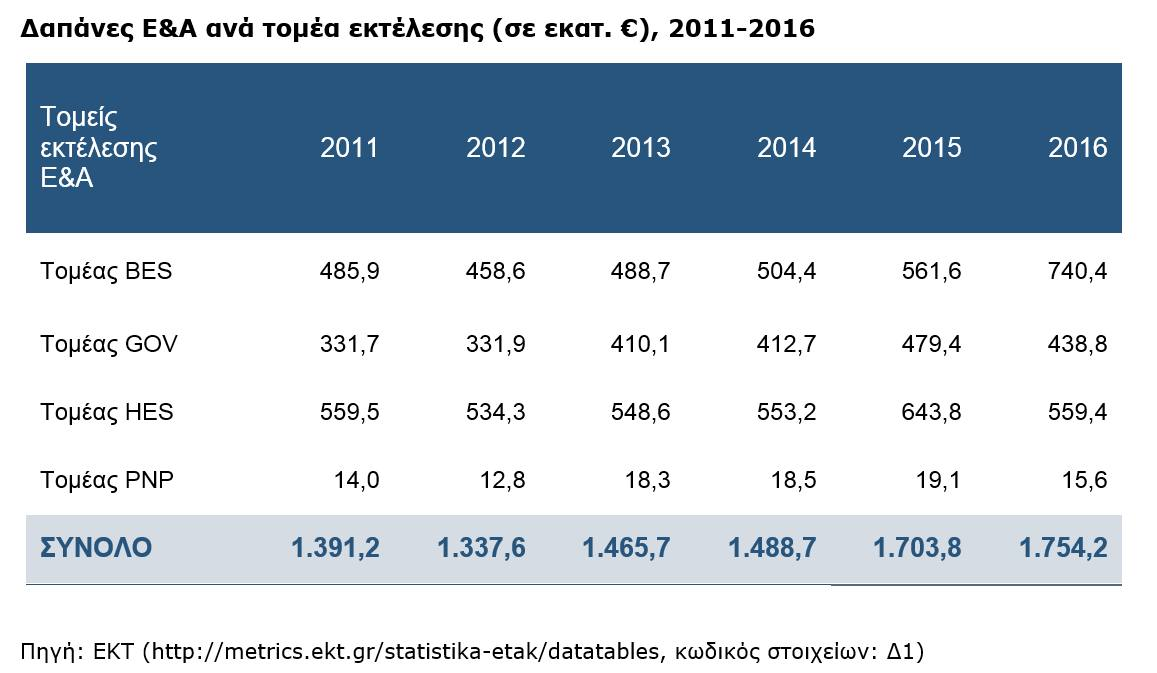 Δαπάνες Ε&Α ανά τομέα εκτέλεσης (σε εκατ. €), 2011-2016
Τομείς
εκτέλεσης
Ε&Α
2011 2012 2013 2014 2015 2016
Τομέας BES 485,9 458,6 488,7 504,4 561,6 740,4
Τομέας GOV 331,7 331,9 410,1 412,7 479,4 438,8
Τομέας HES 559,5 534,3 548,6 553,2 643,8 559,4
Τομέας PNP 14,0 12,8 18,3 18,5 19,1 15,6
ΣΥΝΟΛΟ 1.391,2 1.337,6 1.465,7 1.488,7 1.703,8 1.754,2
Πηγή: ΕΚΤ (http://metrics.ekt.gr/statistika-etak/datatables, κωδικός στοιχείων: Δ1)